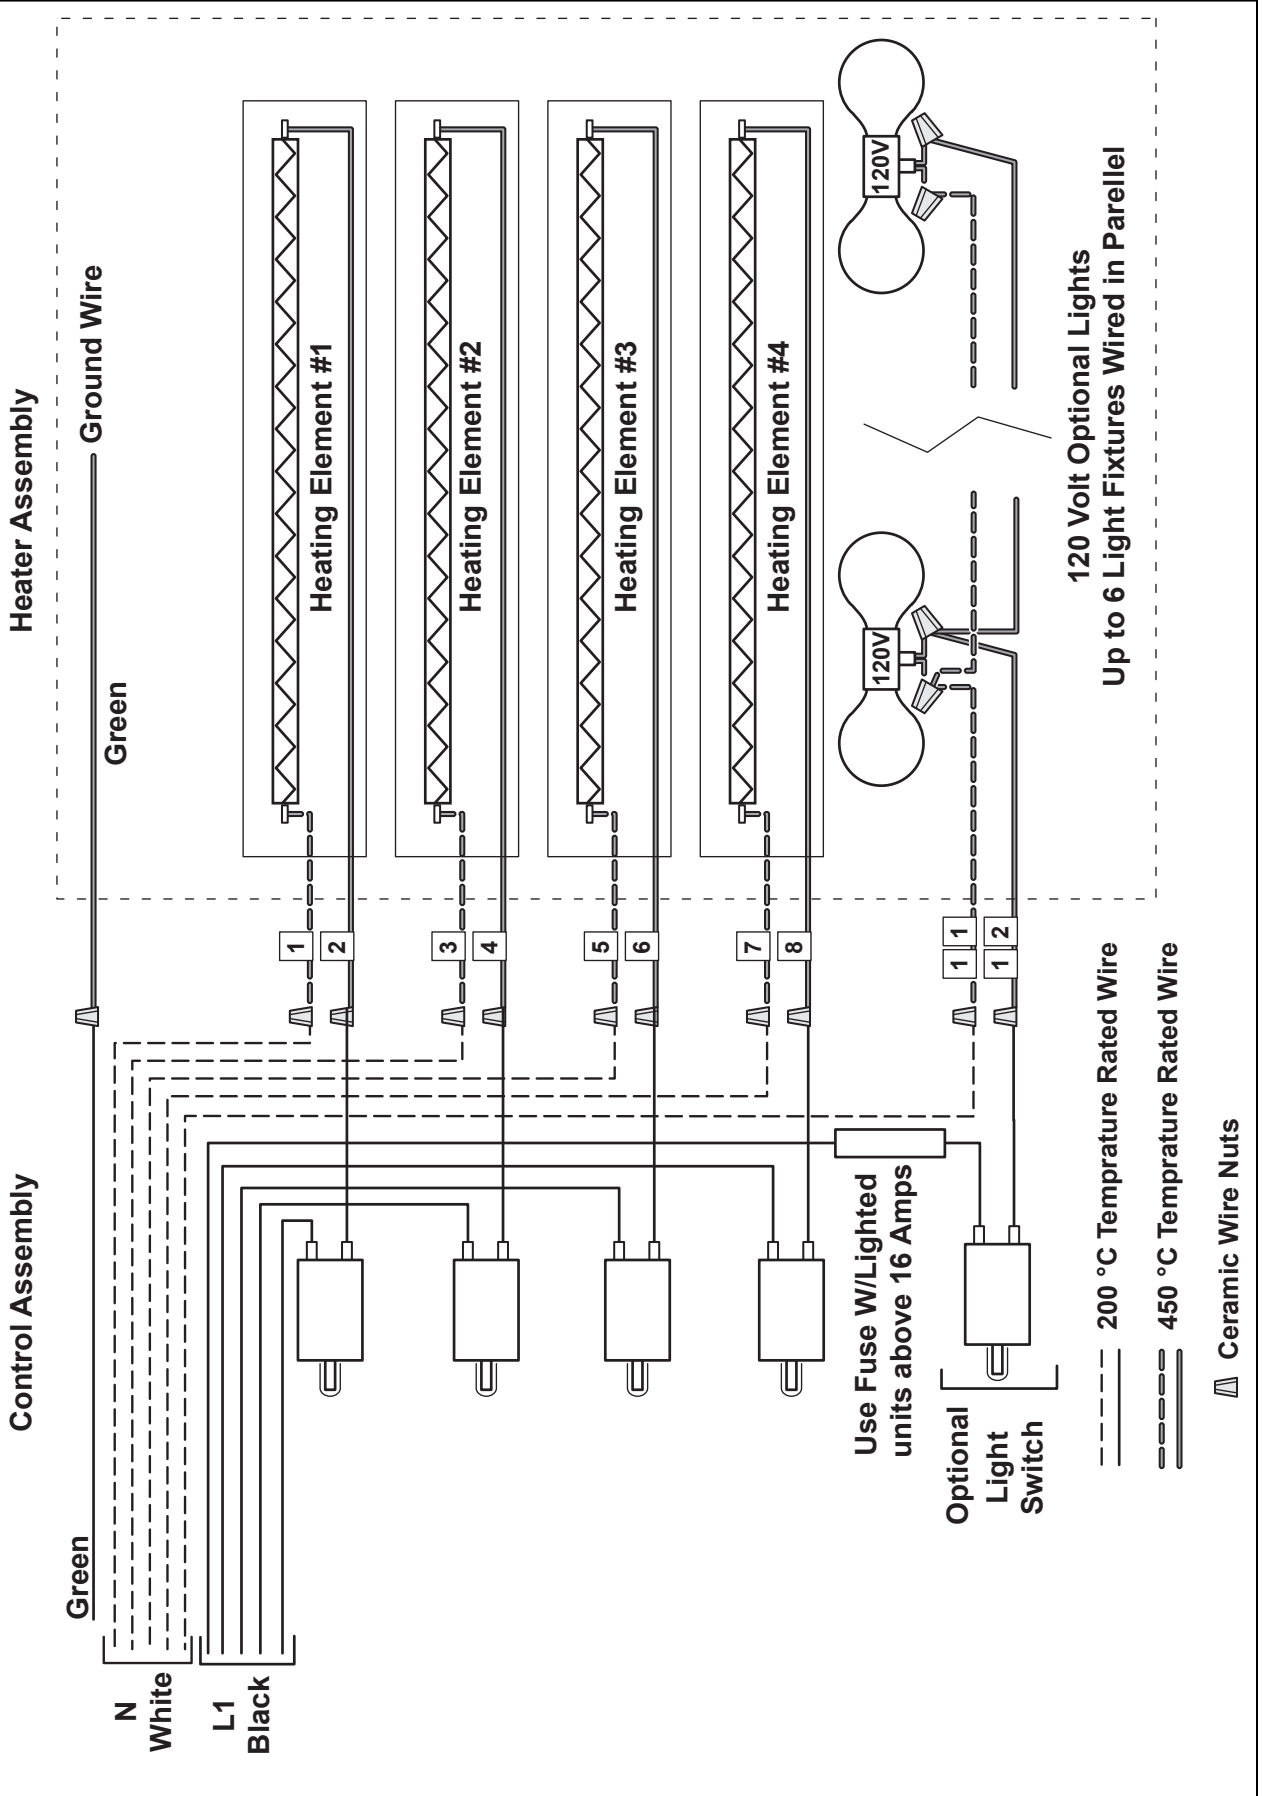 Control Assembly
Heater Assembly
Green
Green
Ground Wire
N
White
L1
Black
1
2
Heating Element #1
3
4
Heating Element #2
5
6
Heating Element #3
7
8
Heating Element #4
Use Fuse W/Lighted
units above 16 Amps
120V
120V
Optional
Light
Switch
1 1
1 2
120 Volt Optional Lights
Up to 6 Light Fixtures Wired in Parellel
200 °C Temprature Rated Wire
450 °C Temprature Rated Wire
Ceramic Wire Nuts